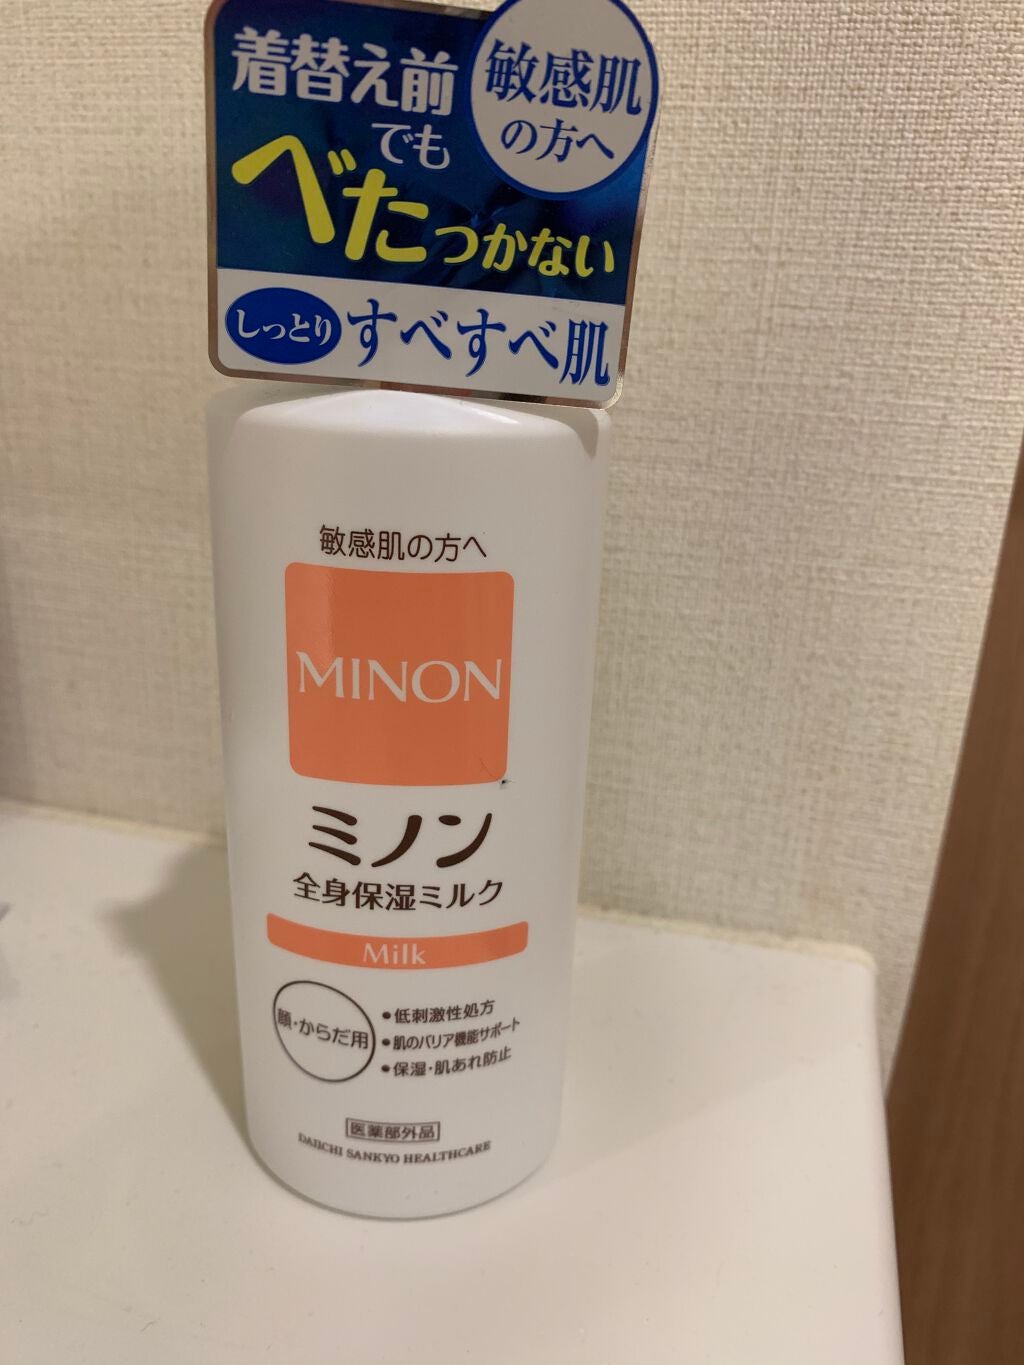 着替え前
でも
べたつかない
敏感肌
の方へ
しっとり すべすべ肌
敏感肌の方へ
MINON
ミノン
全身保湿ミルク
Milk
顔・からだ用
•低刺激性処方
•肌のバリア機能サポート
•保湿・肌あれ防止
医薬部外品
DAIICHI SANKYO HEALTHCARE